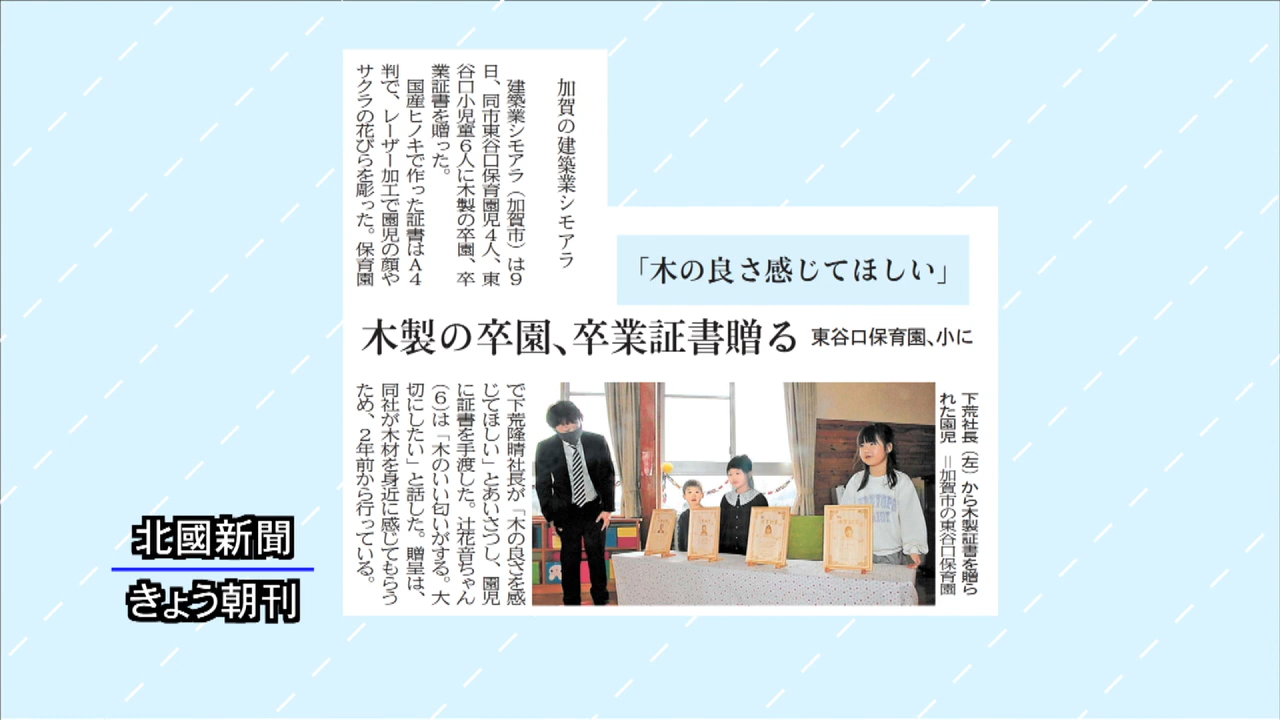 加賀の建築業シモアラ
「木の良さ感じてほしい」
木製の卒園、卒業証書贈る 東谷口保育園、小に
建築業シモアラ（加賀市）は９
日、同市東谷口保育園児４人、東
谷口小児童６人に木製の卒園、卒
業証書を贈った。
国産ヒノキで作った証書はＡ４
判で、レーザー加工で園児の顔や
サクラの花びらを彫った。保育園
で下荒隆晴社長が「木の良さを感
じてほしい」とあいさつし、園児
に証書を手渡した。辻花音ちゃん
（６）は「木のいい匂いがする。大
切にしたい」と話した。贈呈は、
同社が木材を身近に感じてもらう
ため、２年前から行っている。
下荒社長（左）から木製証書を贈ら
れた園児 ＝加賀市の東谷口保育園
北國新聞
きょう朝刊